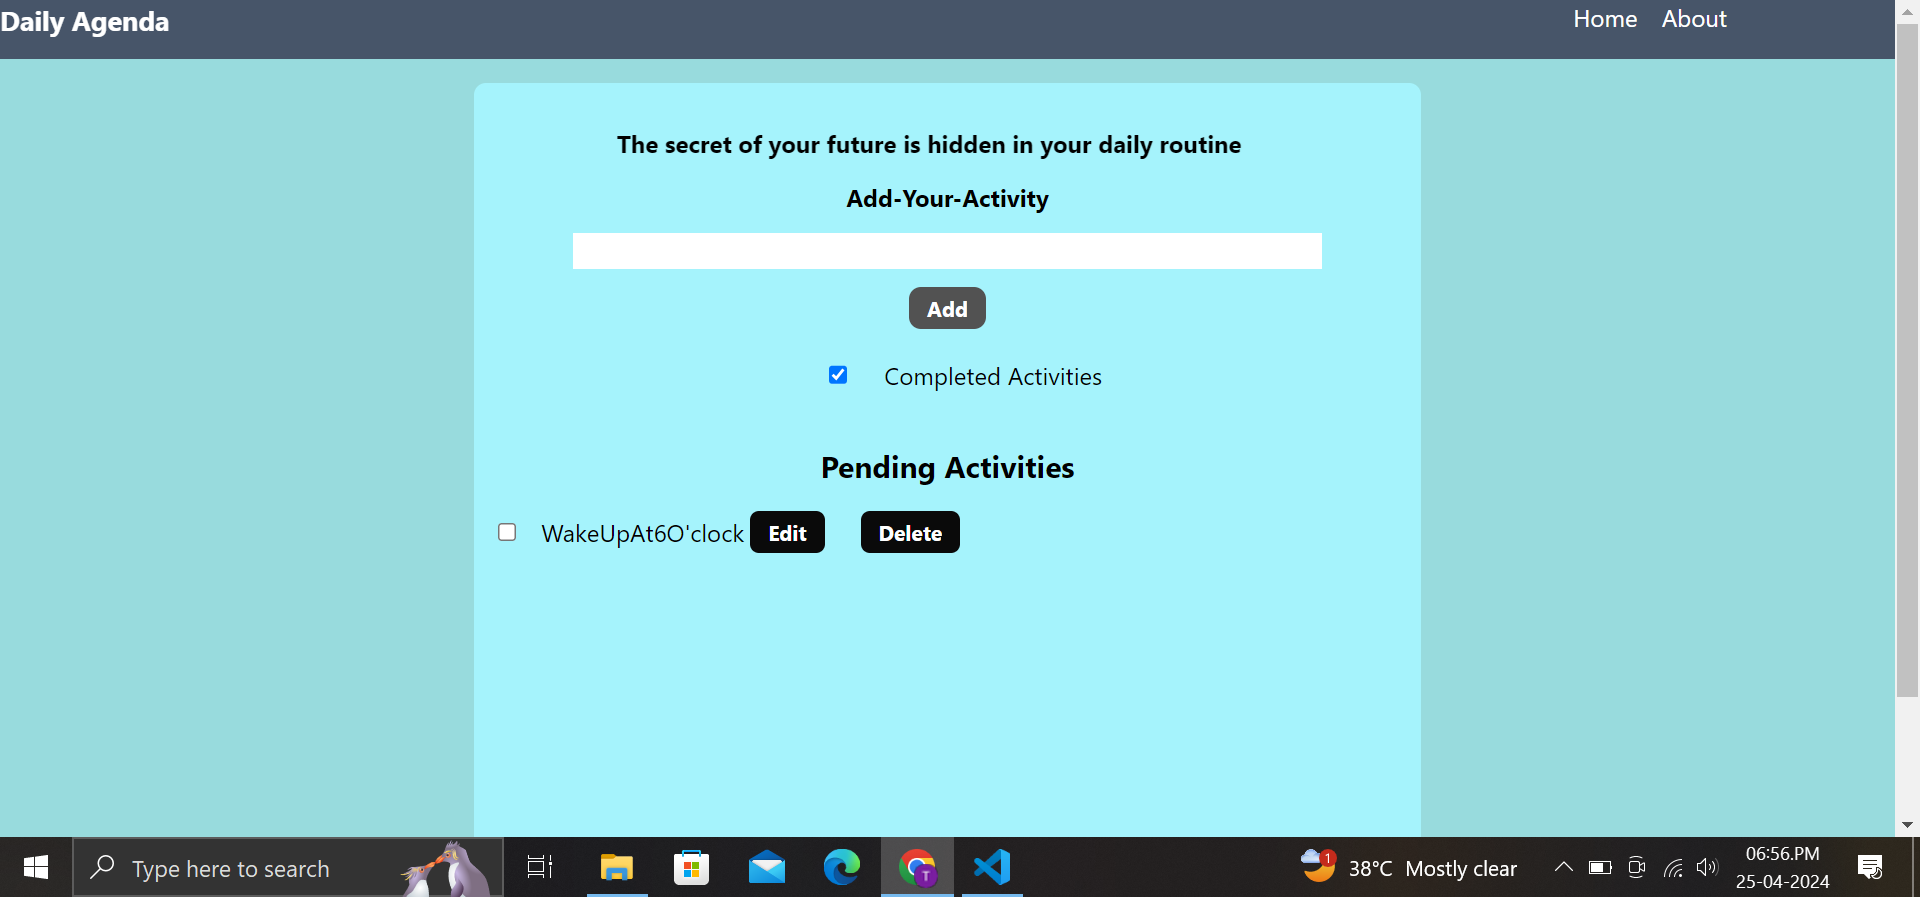 Daily Agenda
Home About
The secret of your future is hidden in your daily routine
Add-Your-Activity
Add
Completed Activities
Pending Activities
WakeUpAt6O'clock Edit Delete
Type here to search
T
1
38°C Mostly clear
06:56.PM
25-04-2024